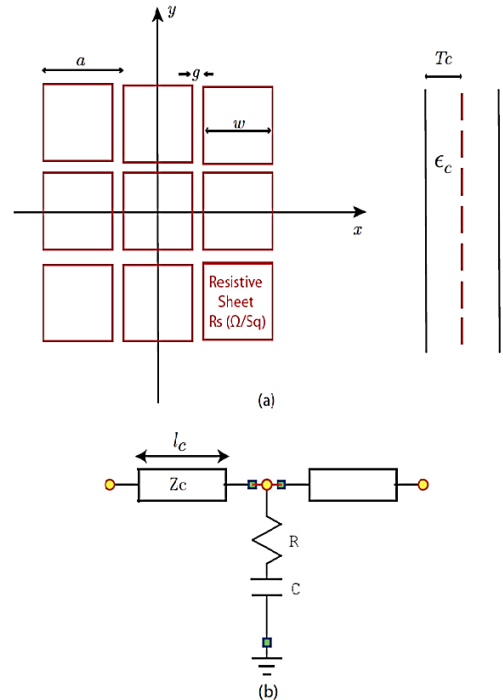 y
a
g
w
x
Resistive
Sheet
Rs (Ω/Sq)
Tc
ϵc
(a)
lc
Zc
R
C
(b)